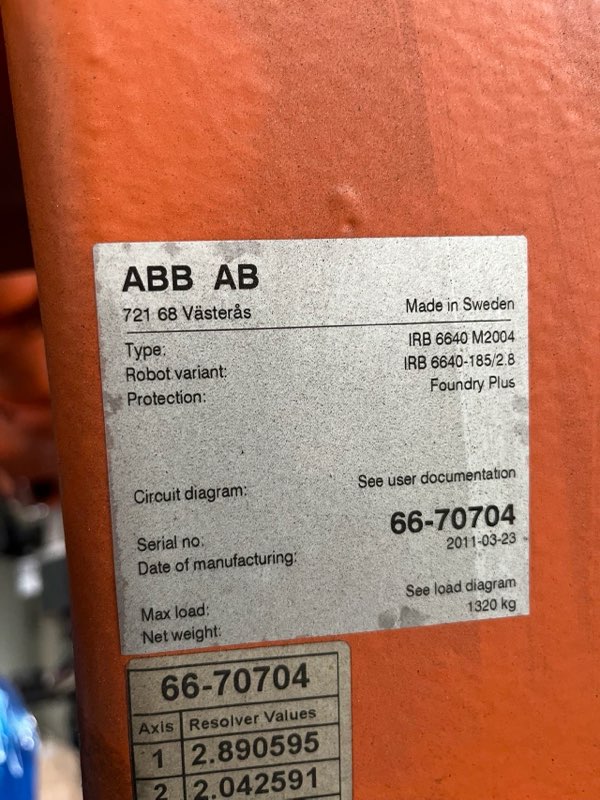 ABB AB
721 68 Västerås Made in Sweden
Type: IRB 6640 M2004
Robot variant: IRB 6640-185/2.8
Protection: Foundry Plus
Circuit diagram: See user documentation
Serial no: 66-70704
Date of manufacturing: 2011-03-23
Max load: See load diagram
Net weight: 1320 kg
66-70704
Axis Resolver Values
1 2.890595
2 2.042591